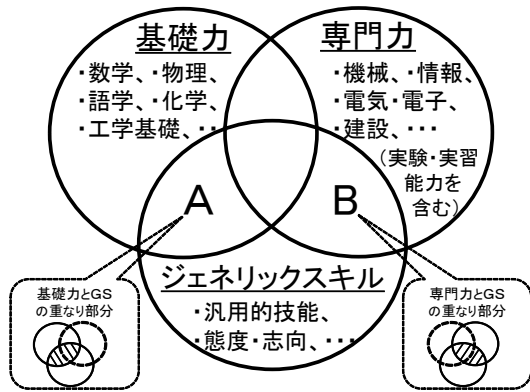 基礎力
・数学、・物理、
・語学、・化学、
・工学基礎、・・
専門力
・機械、・情報、
・電気・電子、
・建設、・・・
（実験・実習
能力を
含む）
A
B
ジェネリックスキル
・汎用的技能、
・態度・志向、・・・
基礎力とGS
の重なり部分
専門力とGS
の重なり部分